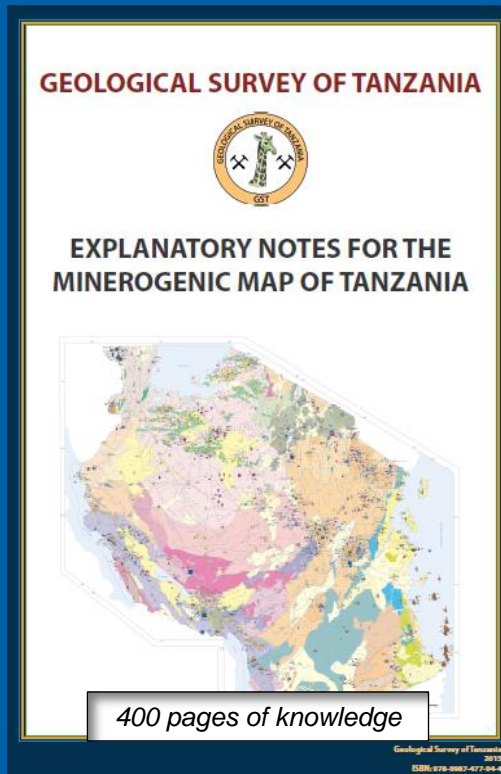 GEOLOGICAL SURVEY OF TANZANIA
GEOLOGICAL SURVEY OF TANZANIA
GST
EXPLANATORY NOTES FOR THE
MINEROGENIC MAP OF TANZANIA
400 pages of knowledge
Geological Survey of Tanzania